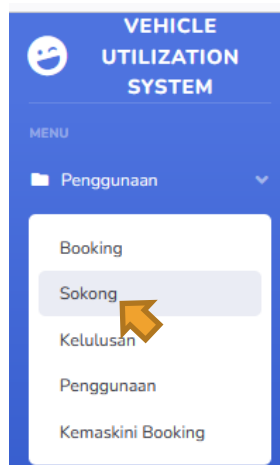 VEHICLE
UTILIZATION
SYSTEM
MENU
Penggunaan
Booking
Sokong
Kelulusan
Penggunaan
Kemaskini Booking